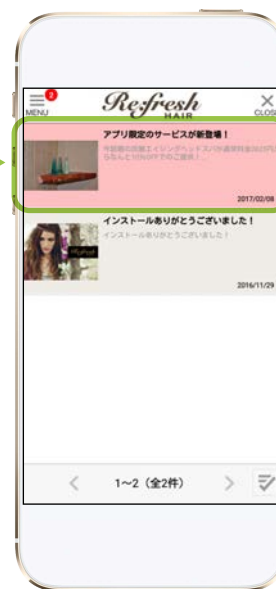 2
MENU
Re:fresh
HAIR
CLOSE
アプリ限定のサービスが新登場！
2017/02/08
インストールありがとうございました！
インストールありがとうございました！
2016/11/29
1〜2（全2件）